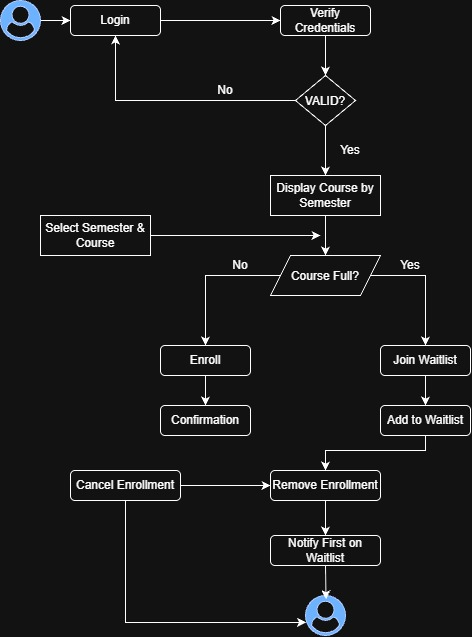 Login
Verify
Credentials
No
VALID?
Yes
Display Course by
Semester
Select Semester &
Course
No
Course Full?
Yes
Enroll
Join Waitlist
Confirmation
Add to Waitlist
Cancel Enrollment
Remove Enrollment
Notify First on
Waitlist